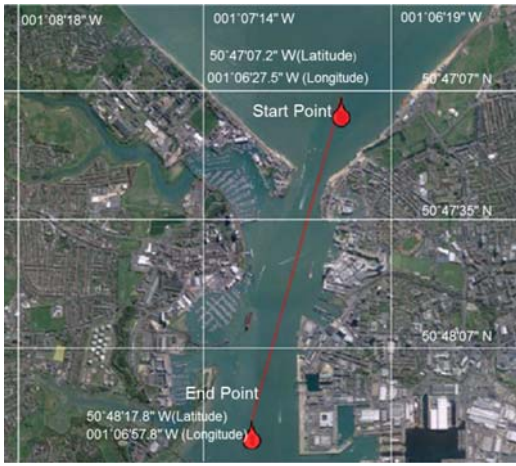 001°08'18" W
001°07'14" W
001°06'19" W
50°47'07.2" W(Latitude)
001°06'27.5" W (Longitude)
50°47'07" N
Start Point
50°47'35" N
50°48'07" N
End Point
50°48'17.8" W(Latitude)
001°06'57.8" W (Longitude)